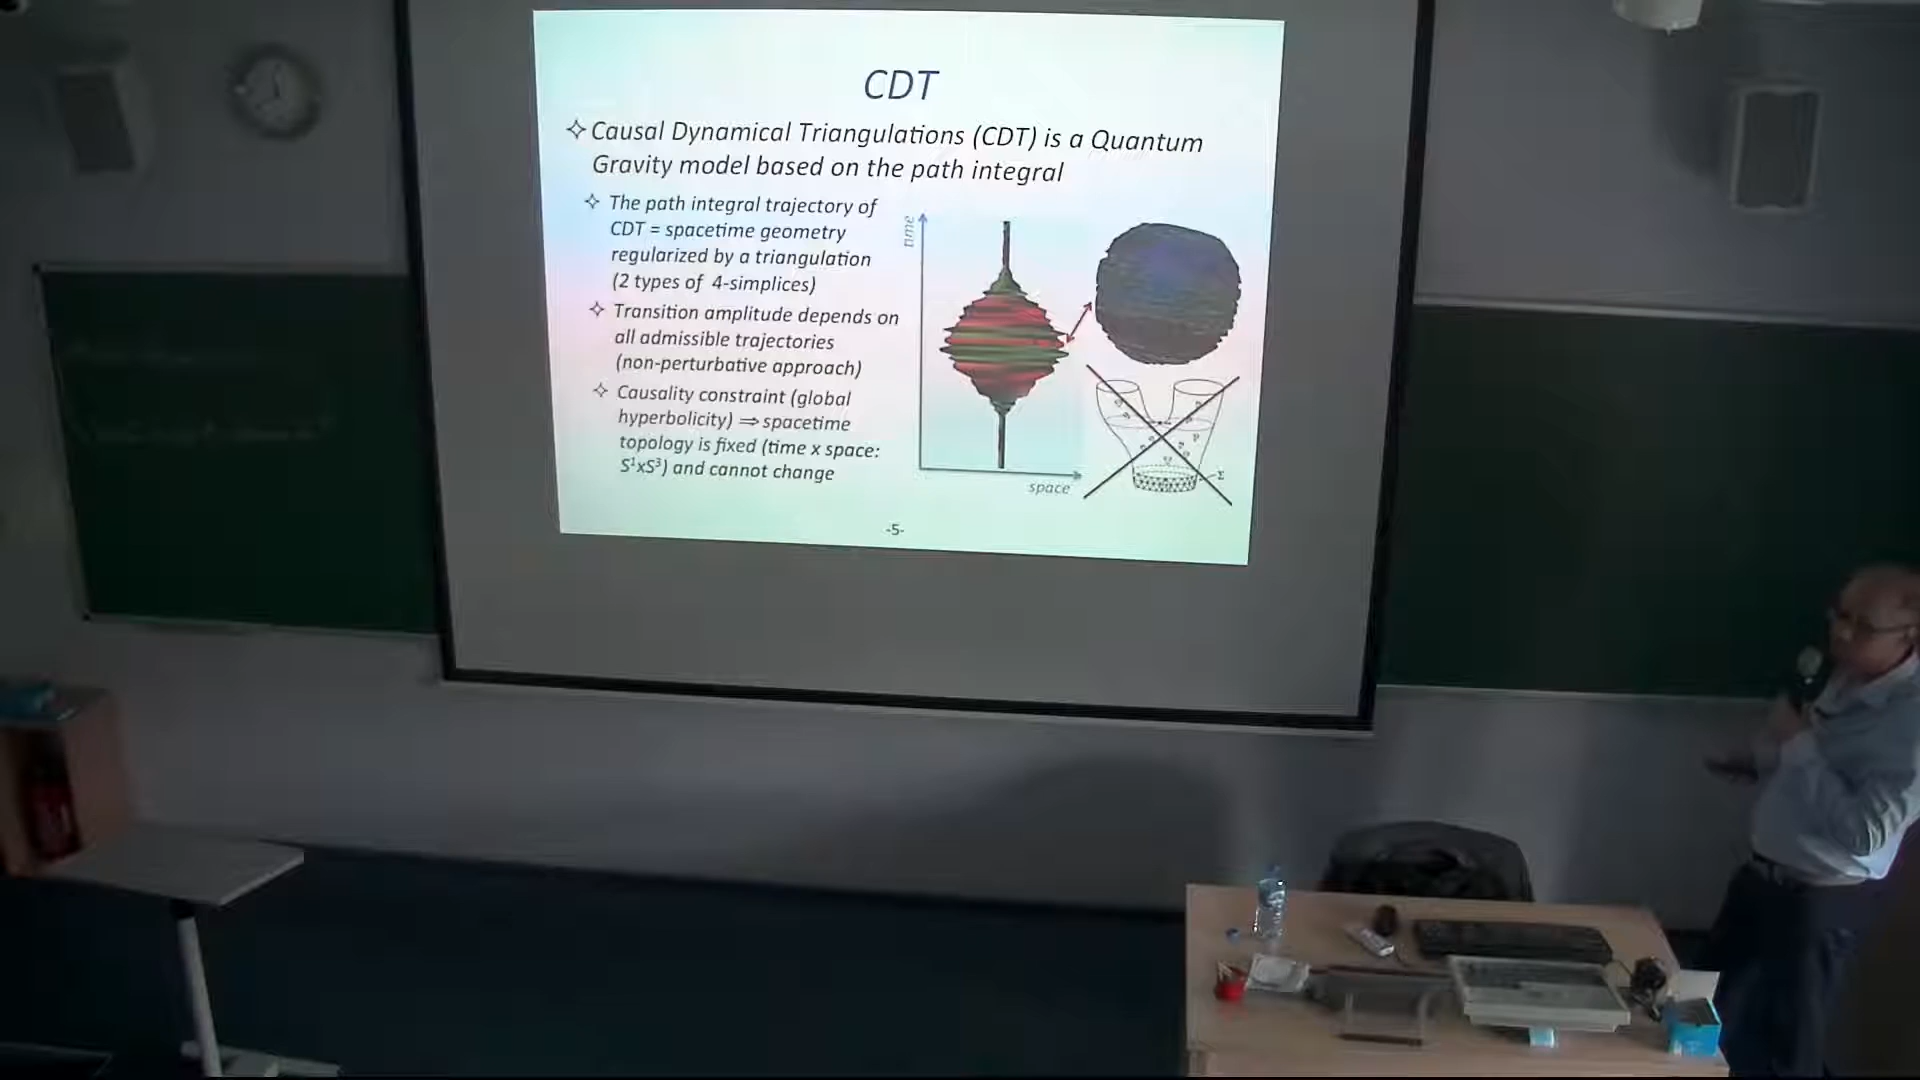 CDT
✧ Causal Dynamical Triangulations (CDT) is a Quantum
Gravity model based on the path integral
✧ The path integral trajectory of
CDT = spacetime geometry
regularized by a triangulation
(2 types of 4-simplices)
✧ Transition amplitude depends on
all admissible trajectories
(non-perturbative approach)
✧ Causality constraint (global
hyperbolicity) ⇒ spacetime
topology is fixed (time x space:
S¹xS³) and cannot change
time
space
Σ
-5-